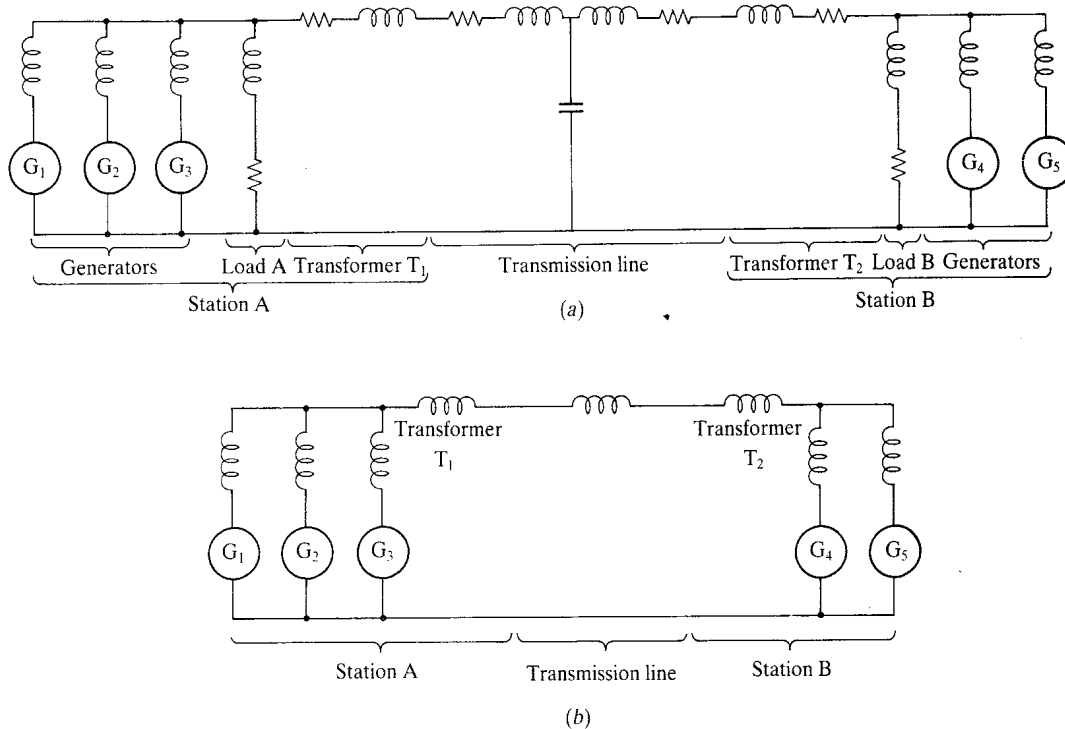 G1 G2 G3 G4 G5
Generators Load A Transformer T1 Transmission line Transformer T2 Load B Generators
Station A Station B
(a)
Transformer T1 Transformer T2
G1 G2 G3 G4 G5
Station A Transmission line Station B
(b)